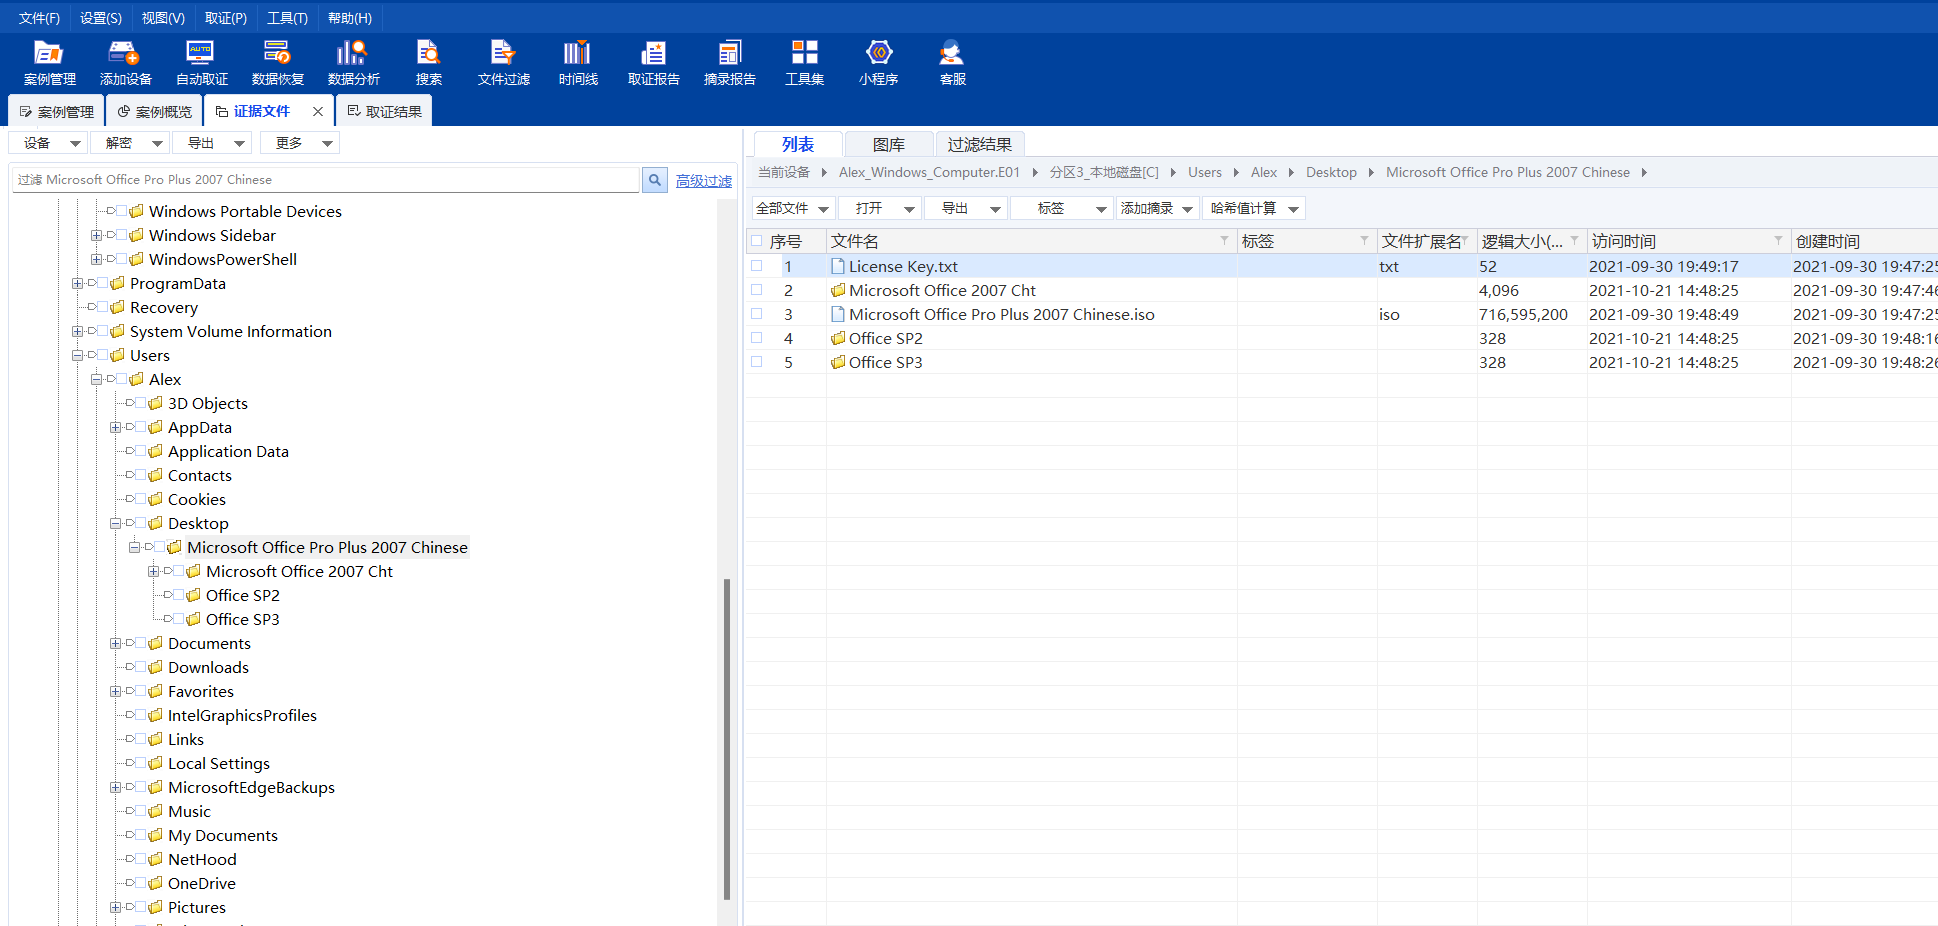 文件(F) 设置(S) 视图(V) 取证(P) 工具(T) 帮助(H)
案例管理 添加设备 自动取证 数据恢复 数据分析 搜索 文件过滤 时间线 取证报告 摘录报告 工具集 小程序 客服
案例管理 案例概览 证据文件 取证结果
设备 解密 导出 更多
过滤 Microsoft Office Pro Plus 2007 Chinese 高级过滤
Windows Portable Devices
Windows Sidebar
WindowsPowerShell
ProgramData
Recovery
System Volume Information
Users
Alex
3D Objects
AppData
Application Data
Contacts
Cookies
Desktop
Microsoft Office Pro Plus 2007 Chinese
Microsoft Office 2007 Cht
Office SP2
Office SP3
Documents
Downloads
Favorites
IntelGraphicsProfiles
Links
Local Settings
MicrosoftEdgeBackups
Music
My Documents
NetHood
OneDrive
Pictures
列表 图库 过滤结果
当前设备 Alex_Windows_Computer.E01 分区3_本地磁盘[C] Users Alex Desktop Microsoft Office Pro Plus 2007 Chinese
全部文件 打开 导出 标签 添加摘录 哈希值计算
序号 文件名 标签 文件扩展名 逻辑大小(... 访问时间 创建时间
1 License Key.txt txt 52 2021-09-30 19:49:17 2021-09-30 19:47:25
2 Microsoft Office 2007 Cht 4,096 2021-10-21 14:48:25 2021-09-30 19:47:46
3 Microsoft Office Pro Plus 2007 Chinese.iso iso 716,595,200 2021-09-30 19:48:49 2021-09-30 19:47:25
4 Office SP2 328 2021-10-21 14:48:25 2021-09-30 19:48:16
5 Office SP3 328 2021-10-21 14:48:25 2021-09-30 19:48:26